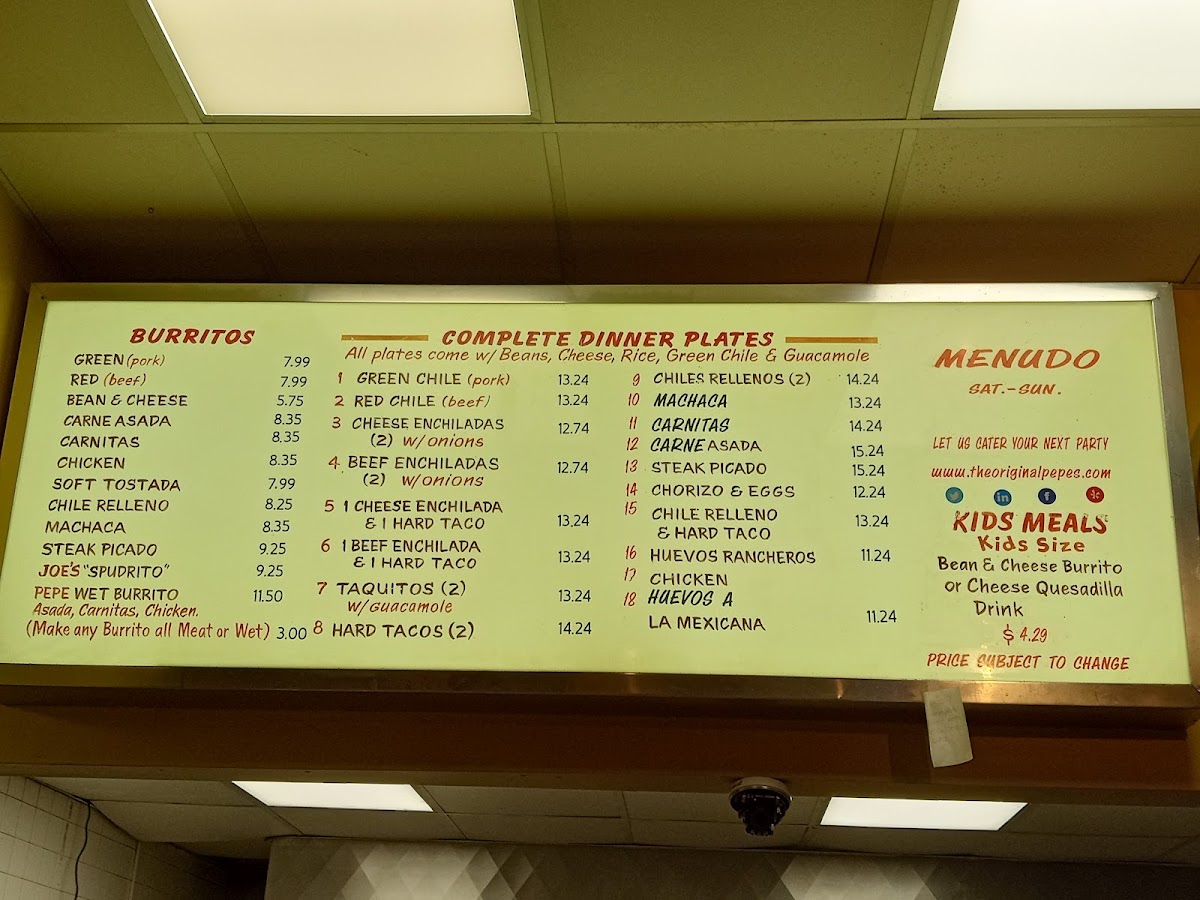 BURRITOS
GREEN (pork) 7.99
RED (beef) 7.99
BEAN & CHEESE 5.75
CARNE ASADA 8.35
CARNITAS 8.35
CHICKEN 8.35
SOFT TOSTADA 7.99
CHILE RELLENO 8.25
MACHACA 8.35
STEAK PICADO 9.25
JOE'S "SPUDRITO" 9.25
PEPE WET BURRITO 11.50
Asada, Carnitas, Chicken.
(Make any Burrito all Meat or Wet) 3.00
COMPLETE DINNER PLATES
All plates come w/ Beans, Cheese, Rice, Green Chile & Guacamole
1 GREEN CHILE (pork) 13.24
2 RED CHILE (beef) 13.24
3 CHEESE ENCHILADAS 12.74
(2) w/onions
4 BEEF ENCHILADAS 12.74
(2) w/onions
5 1 CHEESE ENCHILADA
& 1 HARD TACO 13.24
6 1 BEEF ENCHILADA
& 1 HARD TACO 13.24
7 TAQUITOS (2) 13.24
W/GUACAMOLE
8 HARD TACOS (2) 14.24
9 CHILES RELLENOS (2) 14.24
10 MACHACA 13.24
11 CARNITAS 14.24
12 CARNE ASADA 15.24
13 STEAK PICADO 15.24
14 CHORIZO & EGGS 12.24
15 CHILE RELLENO 13.24
& HARD TACO
16 HUEVOS RANCHEROS 11.24
17 CHICKEN
18 HUEVOS A
LA MEXICANA 11.24
MENUDO
SAT.-SUN.
LET US CATER YOUR NEXT PARTY
www.theoriginalpepes.com
KIDS MEALS
Kids Size
Bean & Cheese Burrito
or Cheese Quesadilla
Drink
$4.29
PRICE SUBJECT TO CHANGE